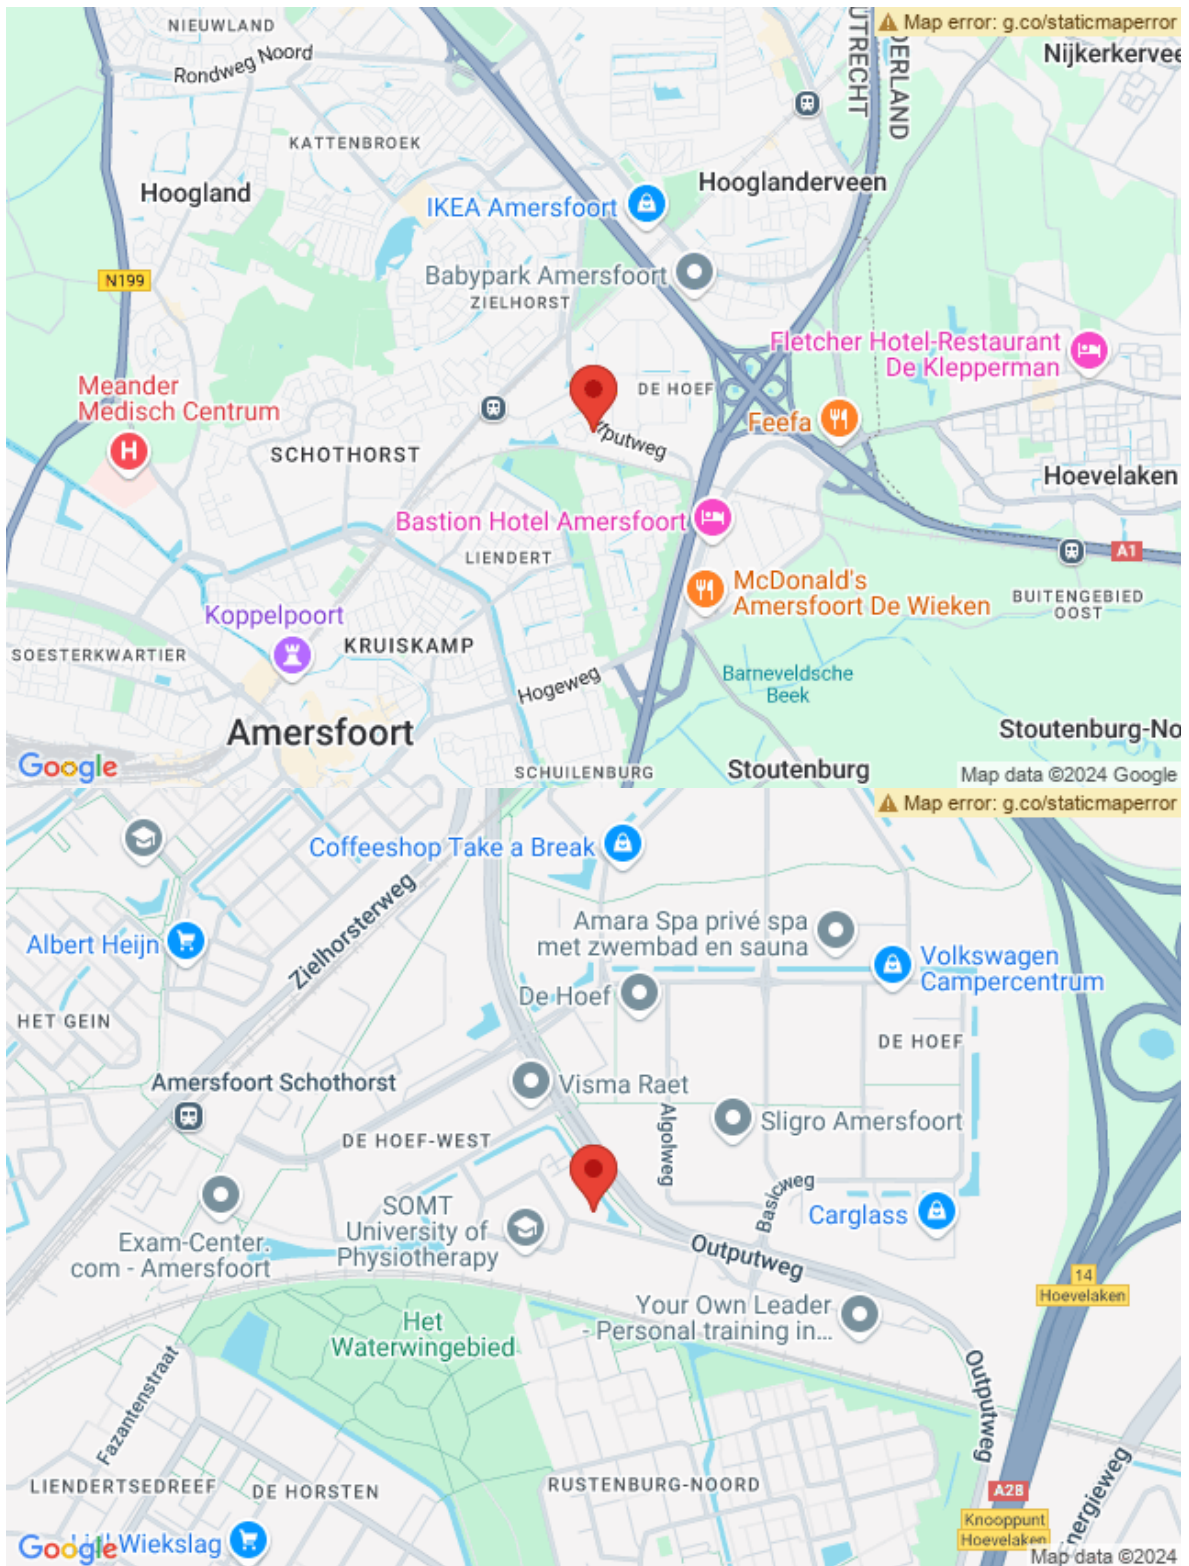 Map error: g.co/staticmaperror
NIEUWLAND
Rondweg Noord
UTRECHT
Nijkerkervee
KATTENBROEK
Hoogland
Hooglanderveen
IKEA Amersfoort
Babypark Amersfoort
N199
ZIELHORST
Fletcher Hotel-Restaurant
De Klepperman
Meander
Medisch Centrum
H
DE HOEF
Feefa
putweg
SCHOTHORST
Hoevelaken
Bastion Hotel Amersfoort
LIENDERT
A1
McDonald's
Amersfoort De Wieken
BUITENGEBIED
OOST
Koppelpoort
KRUISKAMP
SOESTERKWARTIER
Hogeweg
Barneveldsche
Beek
Amersfoort
Stoutenburg-No
SCHUILENBURG
Stoutenburg
Google
Map data ©2024 Google
Map error: g.co/staticmaperror
Coffeeshop Take a Break
Zielhorsterweg
Amara Spa privé spa
met zwembad en sauna
Albert Heijn
Volkswagen
Campercentrum
De Hoef
HET GEIN
DE HOEF
Amersfoort Schothorst
Visma Raet
Algolweg
Sligro Amersfoort
DE HOEF-WEST
Basicweg
SOMT
University of
Physiotherapy
Carglass
Exam-Center.
com - Amersfoort
Outputweg
14
Hoevelaken
Your Own Leader
- Personal training in...
Het
Waterwingebied
Fazantenstraat
Outputweg
LIENDERTSEDREEF
DE HORSTEN
RUSTENBURG-NOORD
A28
Knooppunt
Hoevelaken
nergieweg
Google
Wiekslag
Map data ©2024